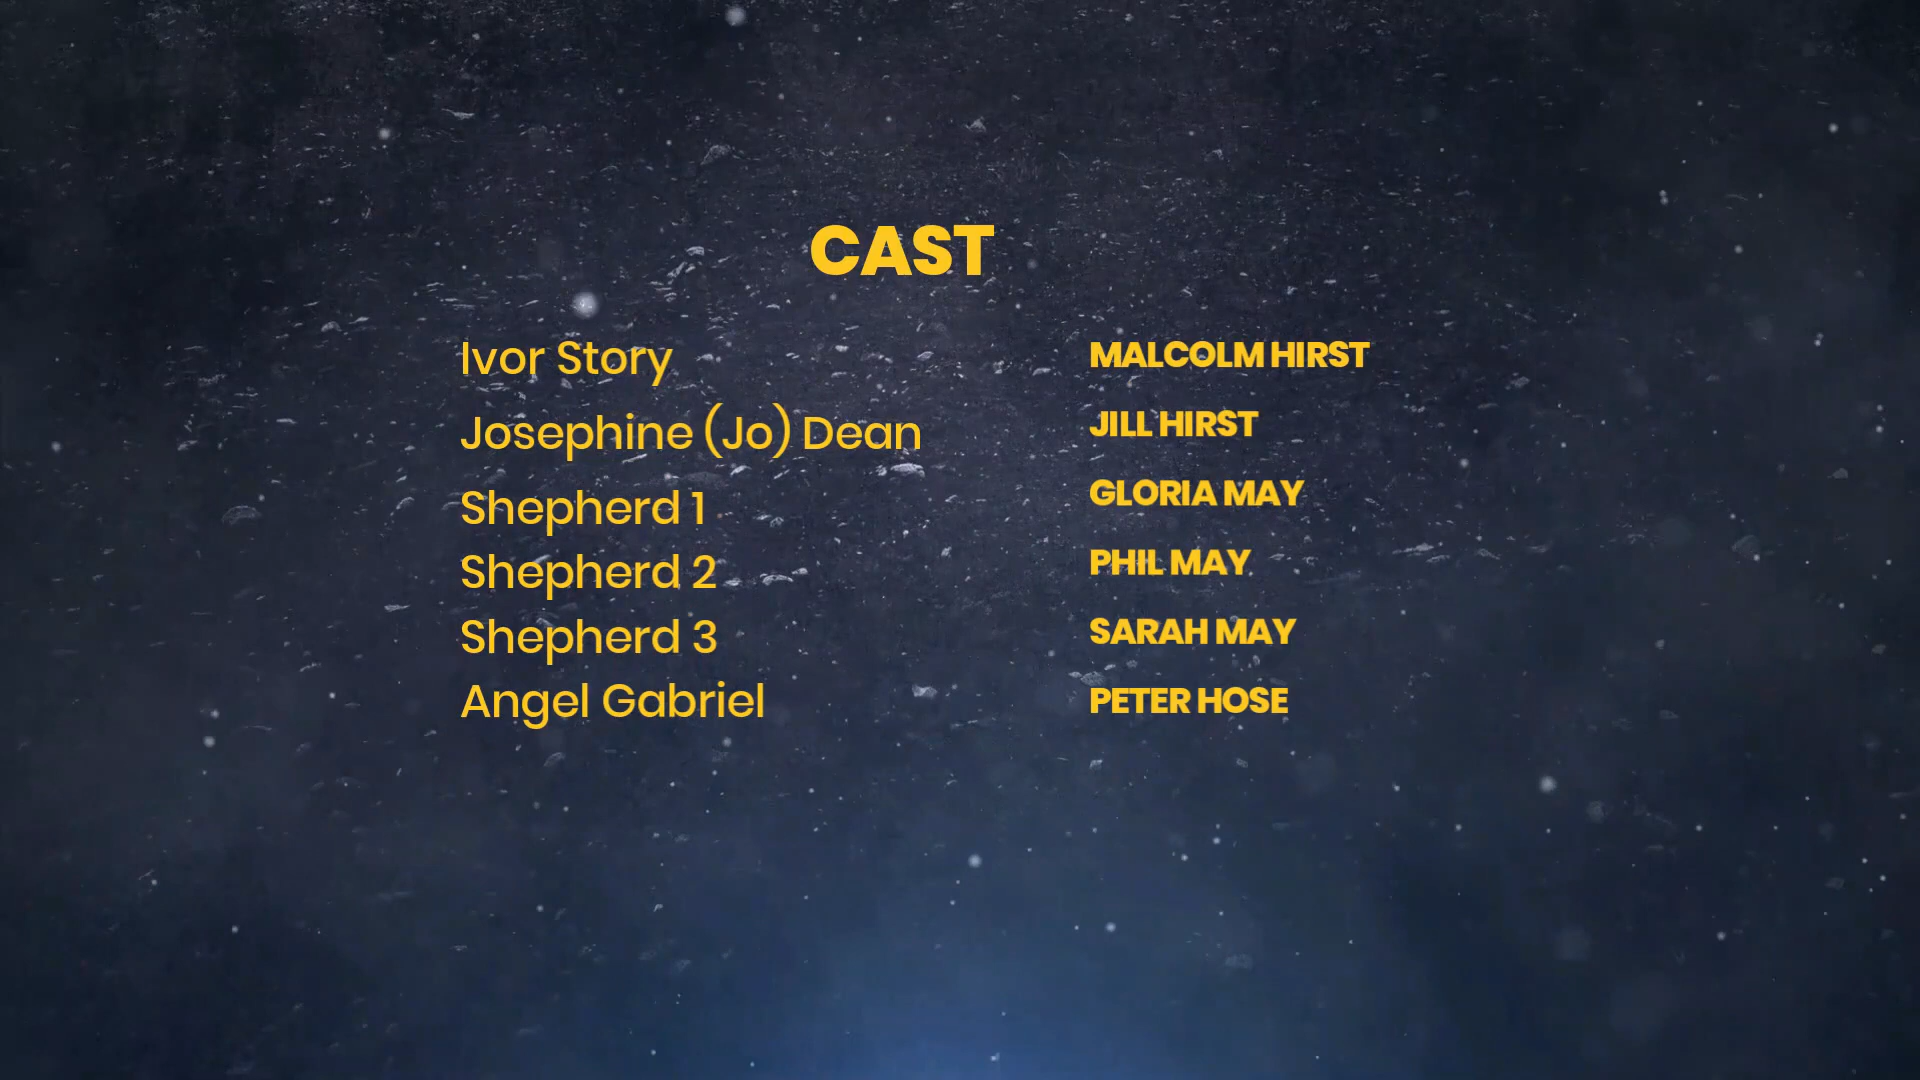 CAST
Ivor Story MALCOLM HIRST
Josephine (Jo) Dean JILL HIRST
Shepherd 1 GLORIA MAY
Shepherd 2 PHIL MAY
Shepherd 3 SARAH MAY
Angel Gabriel PETER HOSE